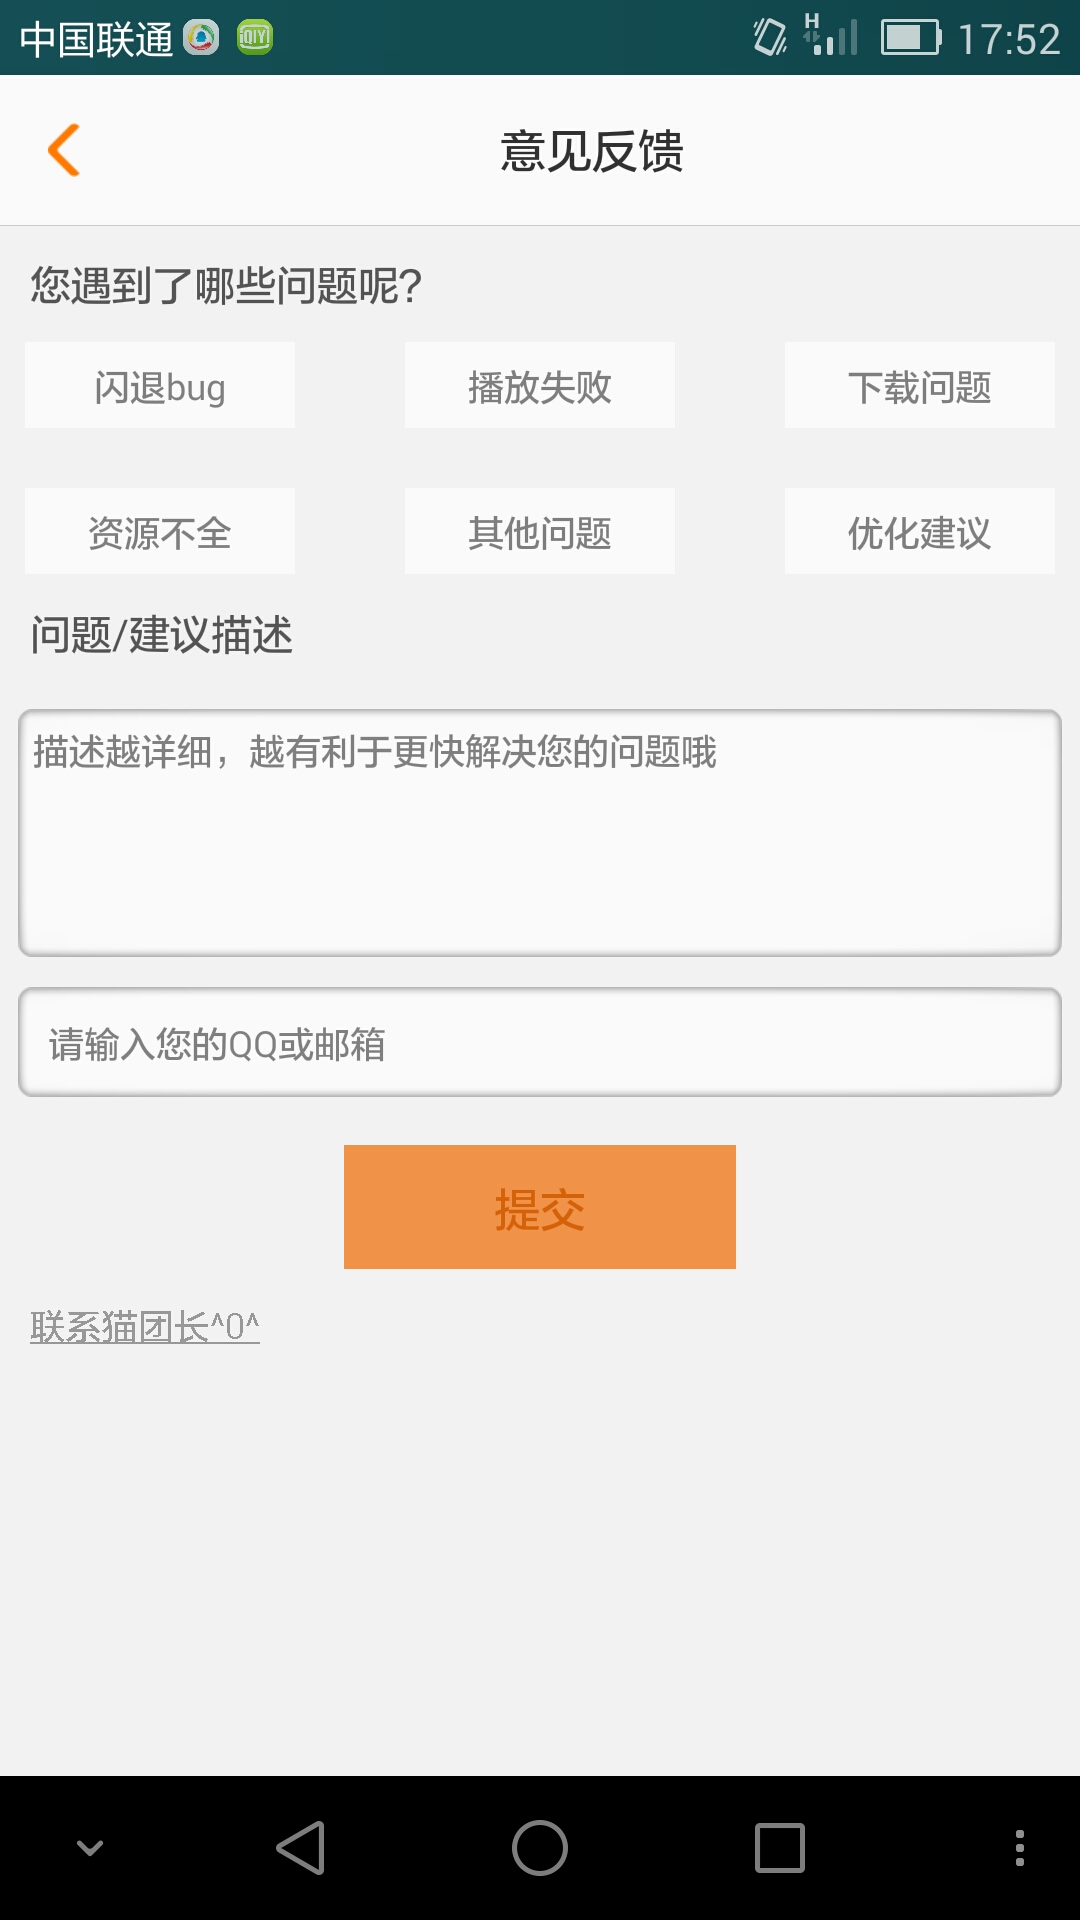 中国联通 QIY H 17:52
意见反馈
您遇到了哪些问题呢?
闪退bug 播放失败 下载问题
资源不全 其他问题 优化建议
问题/建议描述
描述越详细，越有利于更快解决您的问题哦
请输入您的QQ或邮箱
提交
联系猫团长^0^